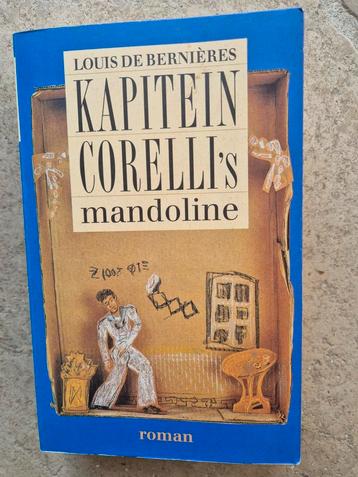 LOUIS DE BERNIÈRES
KAPITEIN
CORELLI's
mandoline
roman